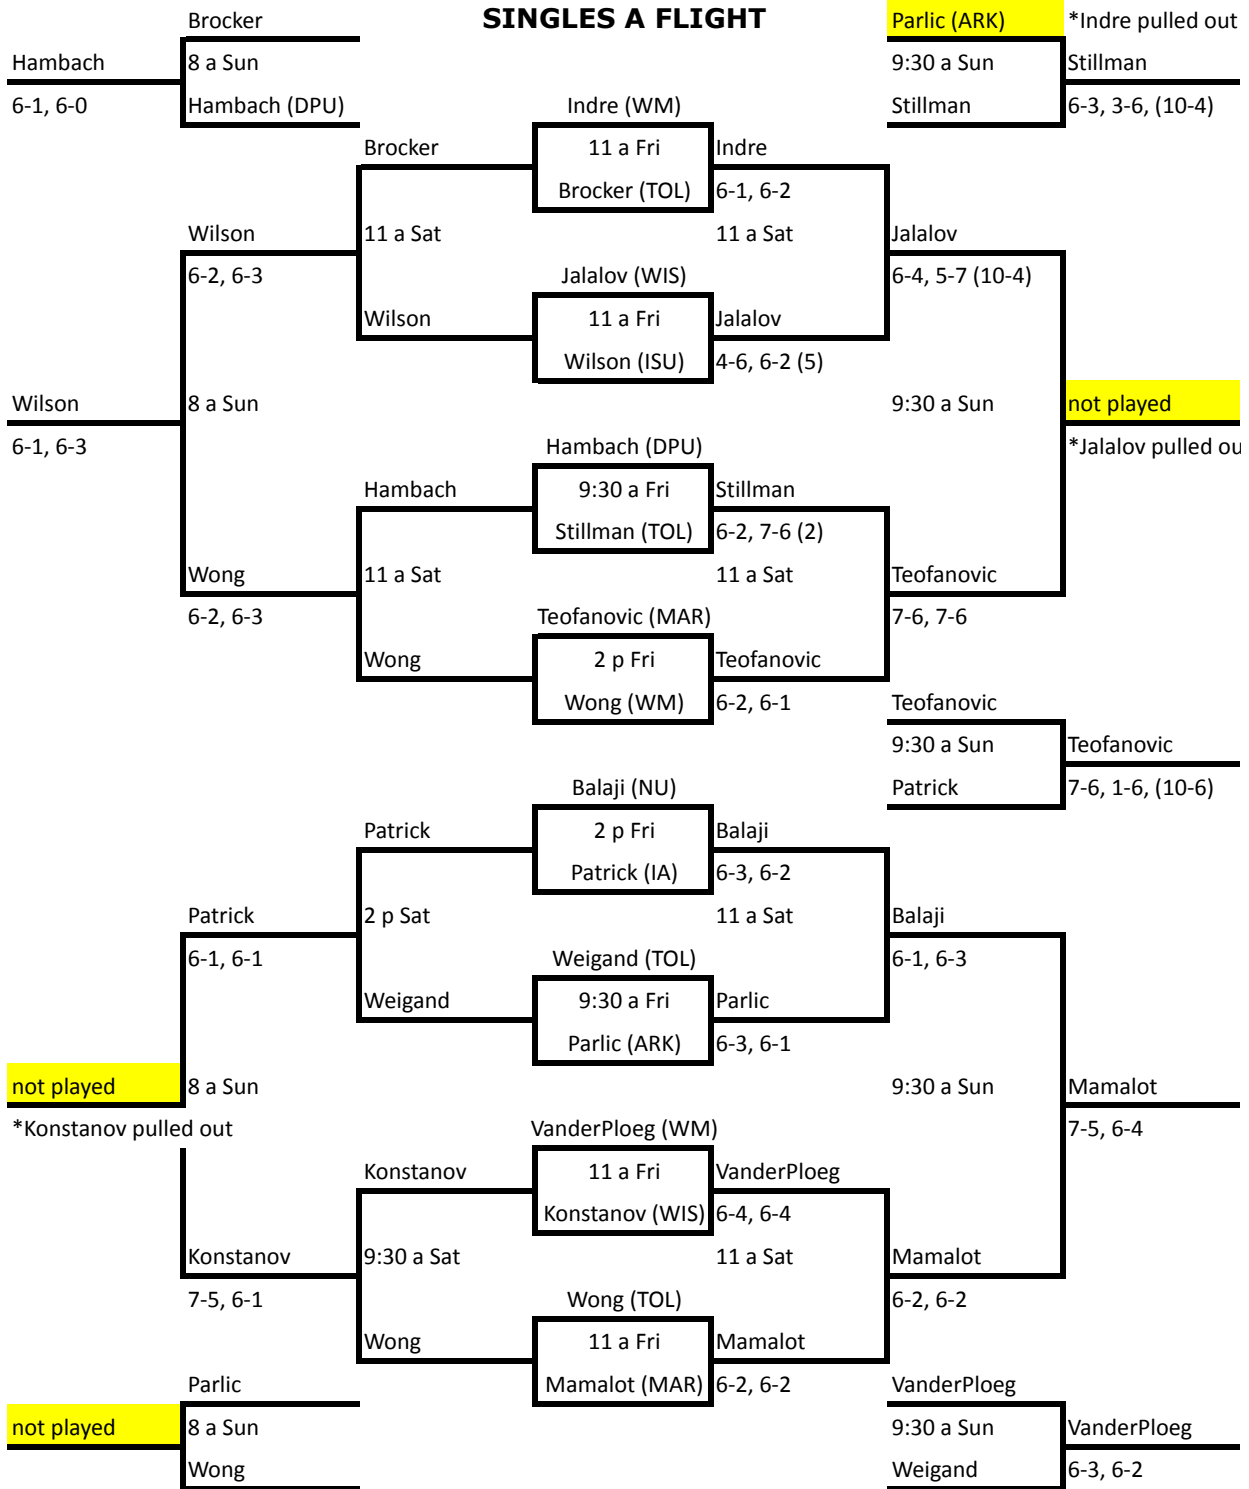 Brocker
SINGLES A FLIGHT
Parlic (ARK)
*Indre pulled out
Hambach
8 a Sun
9:30 a Sun
Stillman
6-1, 6-0
Hambach (DPU)
Indre (WM)
Stillman
6-3, 3-6, (10-4)
Brocker
11 a Fri
Indre
Brocker (TOL)
6-1, 6-2
Wilson
11 a Sat
11 a Sat
Jalalov
6-2, 6-3
Jalalov (WIS)
6-4, 5-7 (10-4)
Wilson
11 a Fri
Jalalov
Wilson (ISU)
4-6, 6-2 (5)
Wilson
8 a Sun
9:30 a Sun
not played
6-1, 6-3
Hambach (DPU)
*Jalalov pulled ou
Hambach
9:30 a Fri
Stillman
Stillman (TOL)
6-2, 7-6 (2)
Wong
11 a Sat
11 a Sat
Teofanovic
6-2, 6-3
Teofanovic (MAR)
7-6, 7-6
Wong
2 p Fri
Teofanovic
Wong (WM)
6-2, 6-1
Teofanovic
9:30 a Sun
Teofanovic
Balaji (NU)
Patrick
7-6, 1-6, (10-6)
Patrick
2 p Fri
Balaji
Patrick (IA)
6-3, 6-2
Patrick
2 p Sat
11 a Sat
Balaji
6-1, 6-1
Weigand (TOL)
6-1, 6-3
Weigand
9:30 a Fri
Parlic
Parlic (ARK)
6-3, 6-1
not played
8 a Sun
9:30 a Sun
Mamalot
*Konstanov pulled out
VanderPloeg (WM)
7-5, 6-4
Konstanov
11 a Fri
VanderPloeg
Konstanov (WIS)
6-4, 6-4
Konstanov
9:30 a Sat
11 a Sat
Mamalot
7-5, 6-1
Wong (TOL)
6-2, 6-2
Wong
11 a Fri
Mamalot
Parlic
Mamalot (MAR)
6-2, 6-2
VanderPloeg
not played
8 a Sun
9:30 a Sun
VanderPloeg
Wong
Weigand
6-3, 6-2